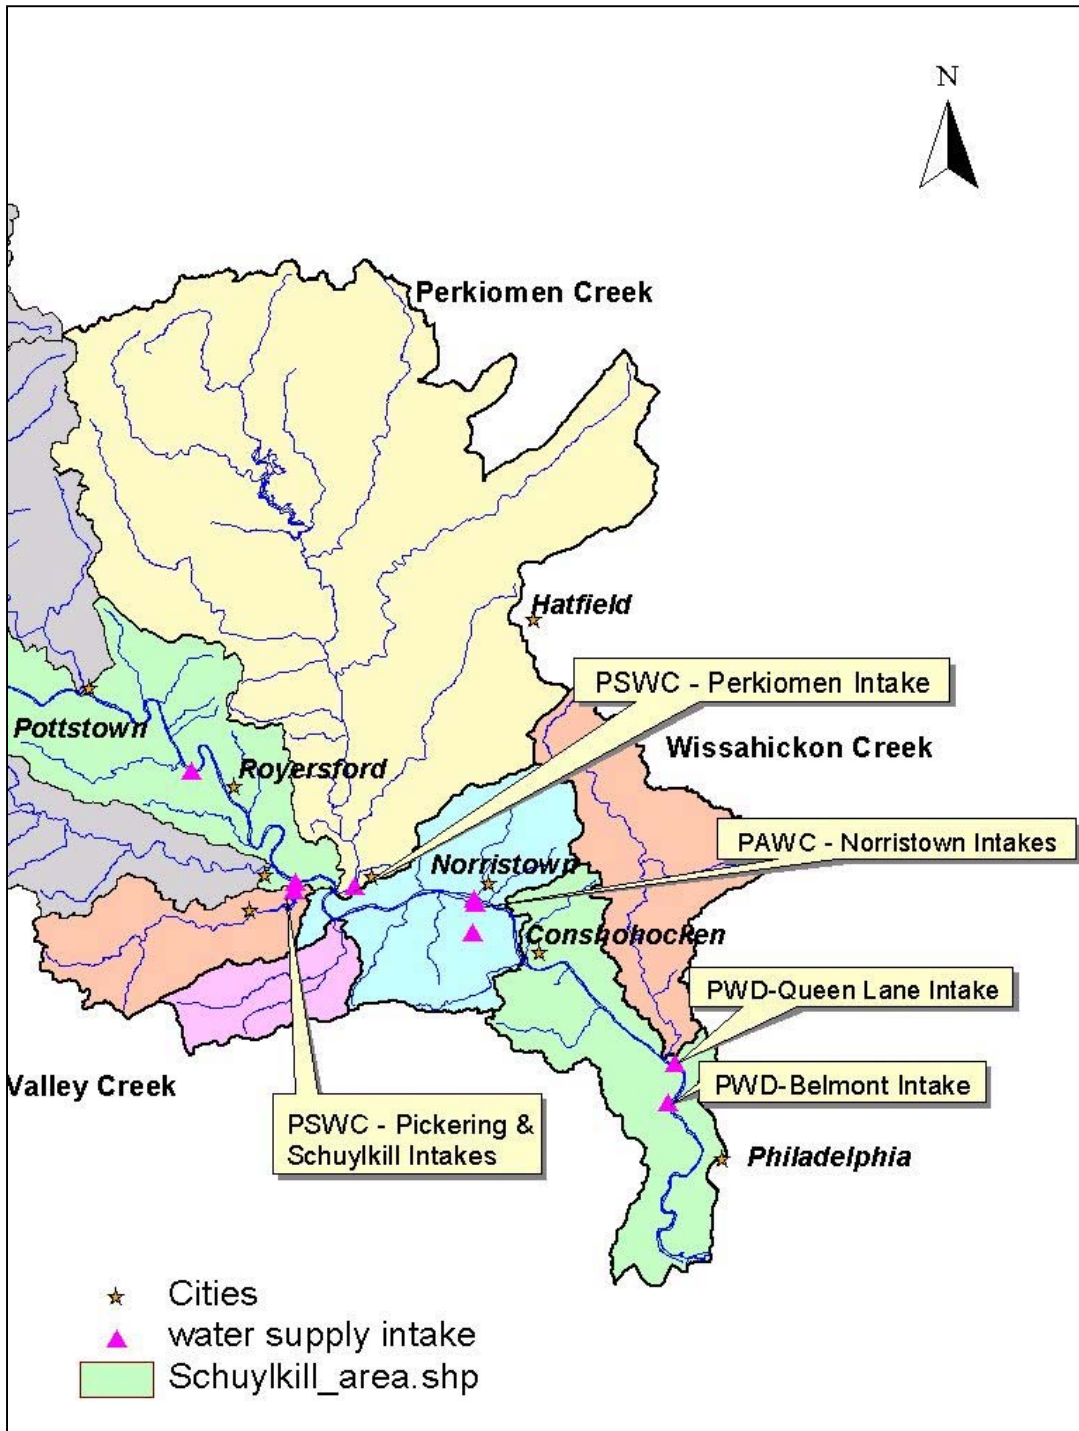 N
Perkiomen Creek
Hatfield
PSWC - Perkiomen Intake
Pottstown
Wissahickon Creek
Royersford
PAWC - Norristown Intakes
Norristown
Conshohocken
PWD-Queen Lane Intake
Valley Creek
PWD-Belmont Intake
PSWC - Pickering &
Schuylkill Intakes
Philadelphia
Cities
water supply intake
Schuylkill_area.shp